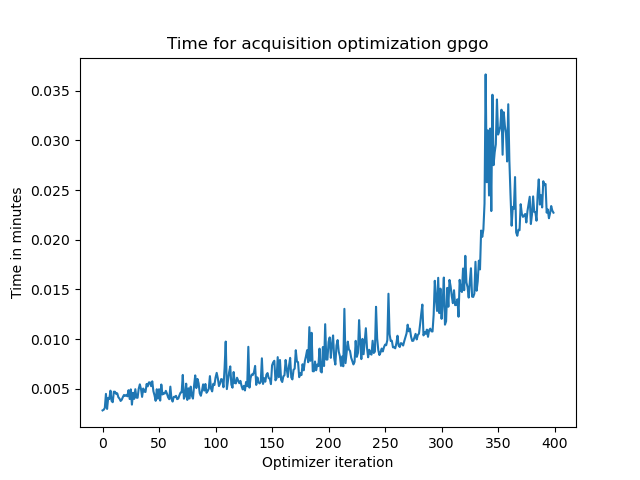 Time for acquisition optimization gpgo
0.035
0.030
0.025
0.020
0.015
0.010
0.005
Time in minutes
0 50 100 150 200 250 300 350 400
Optimizer iteration